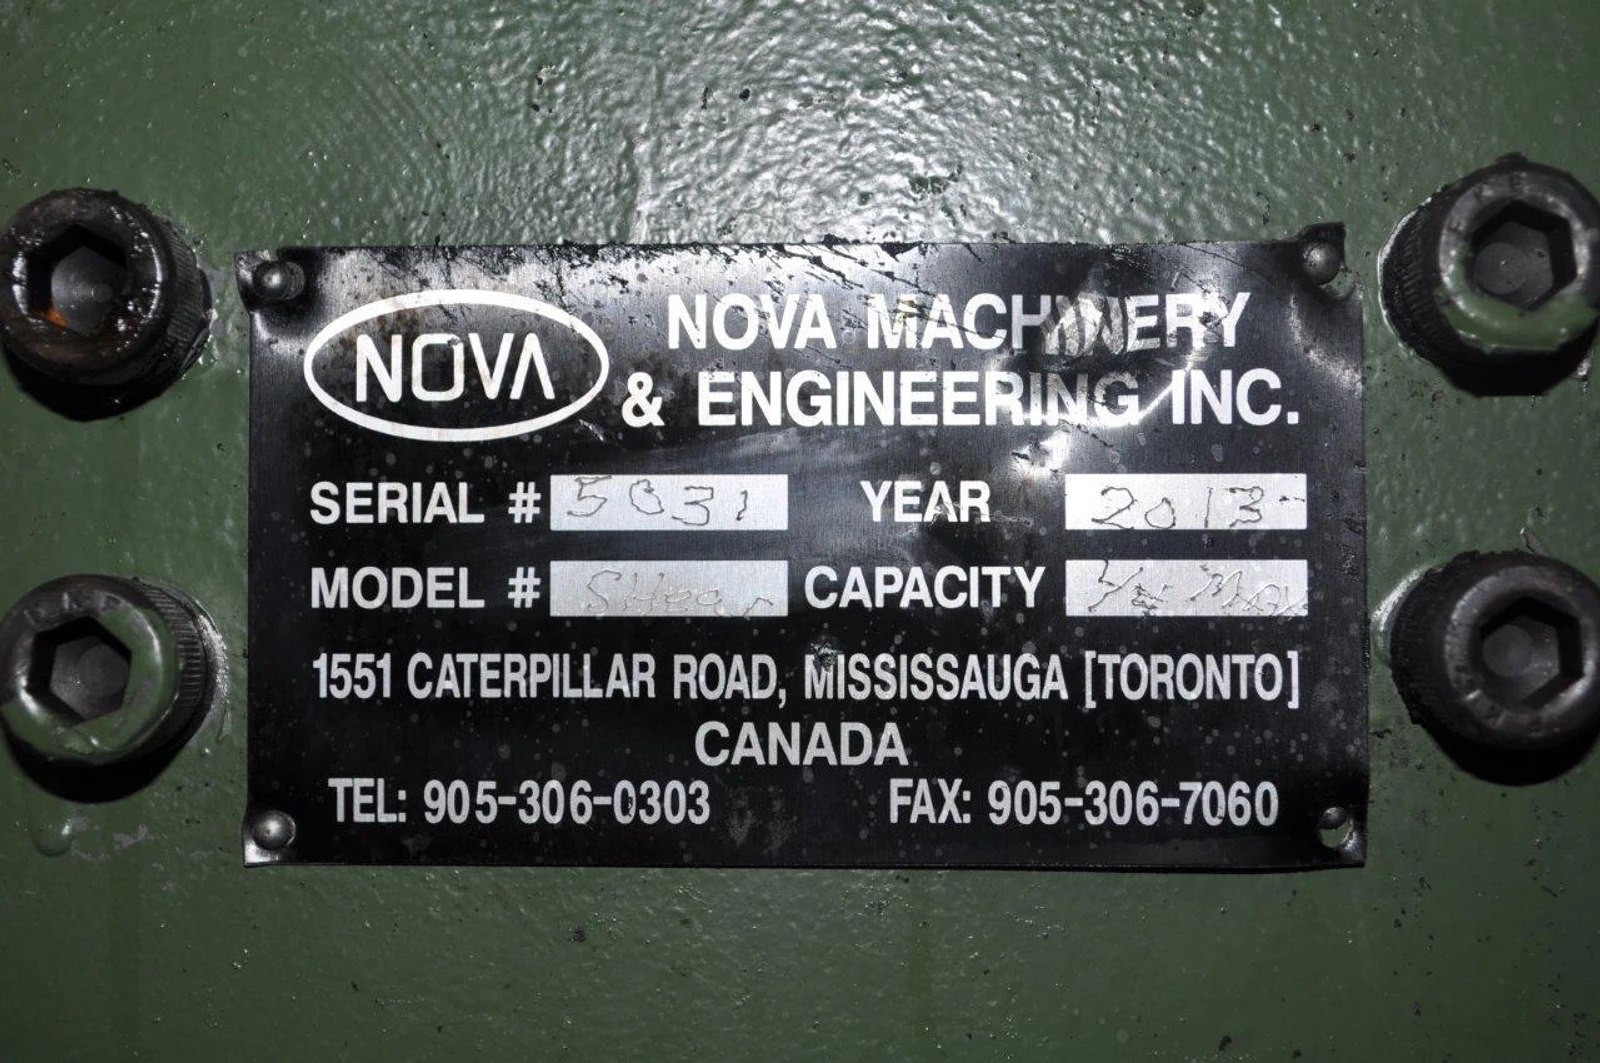 NOVA
NOVA MACHINERY
& ENGINEERING INC.
SERIAL # 5031 YEAR 2013
MODEL # SHear CAPACITY Max
1551 CATERPILLAR ROAD, MISSISSAUGA [TORONTO]
CANADA
TEL: 905-306-0303 FAX: 905-306-7060